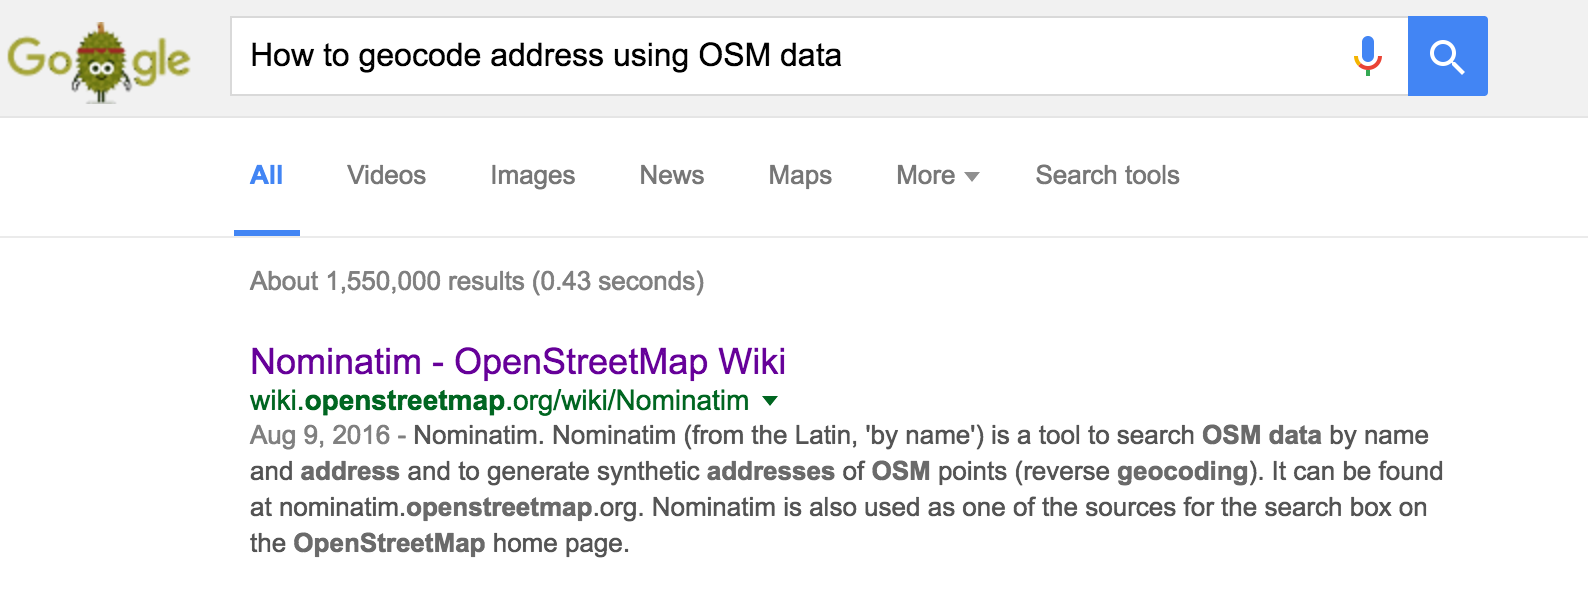 Google
How to geocode address using OSM data
All Videos Images News Maps More Search tools
About 1,550,000 results (0.43 seconds)
Nominatim - OpenStreetMap Wiki
wiki.openstreetmap.org/wiki/Nominatim
Aug 9, 2016 - Nominatim. Nominatim (from the Latin, 'by name') is a tool to search OSM data by name
and address and to generate synthetic addresses of OSM points (reverse geocoding). It can be found
at nominatim.openstreetmap.org. Nominatim is also used as one of the sources for the search box on
the OpenStreetMap home page.